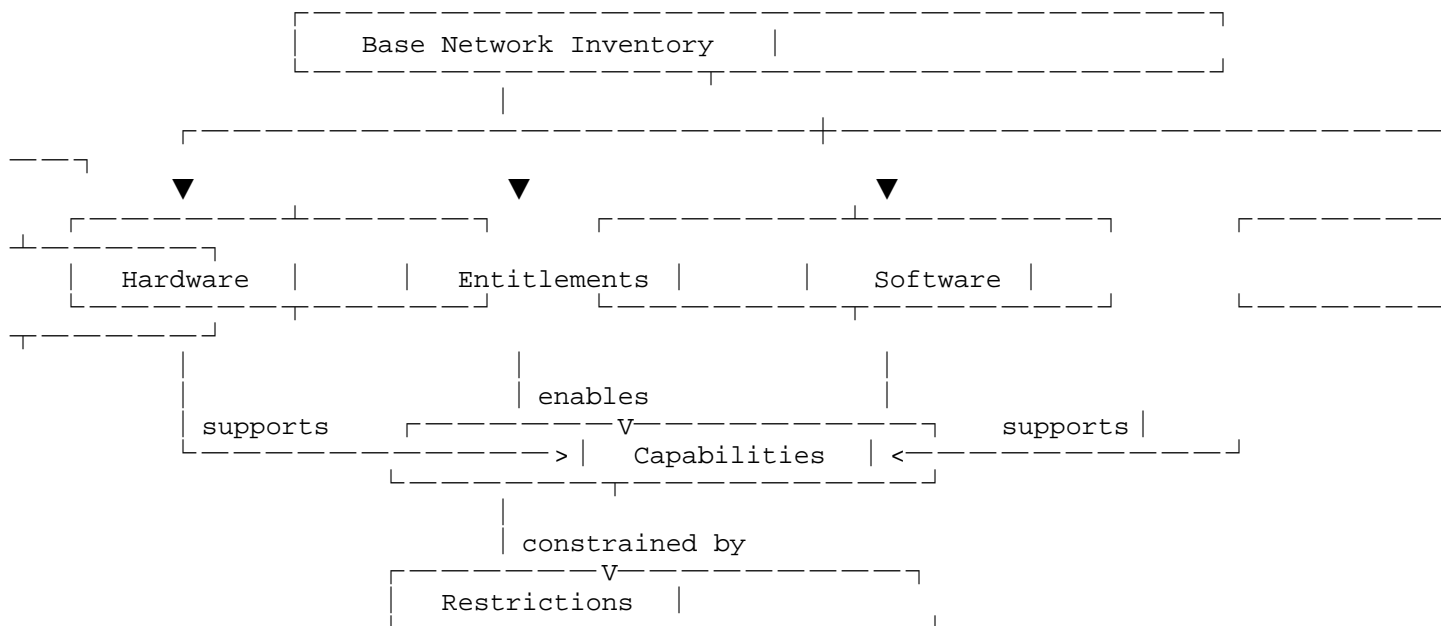 Base Network Inventory
Hardware Entitlements Software
enables
supports V supports
> Capabilities <
constrained by
V
Restrictions